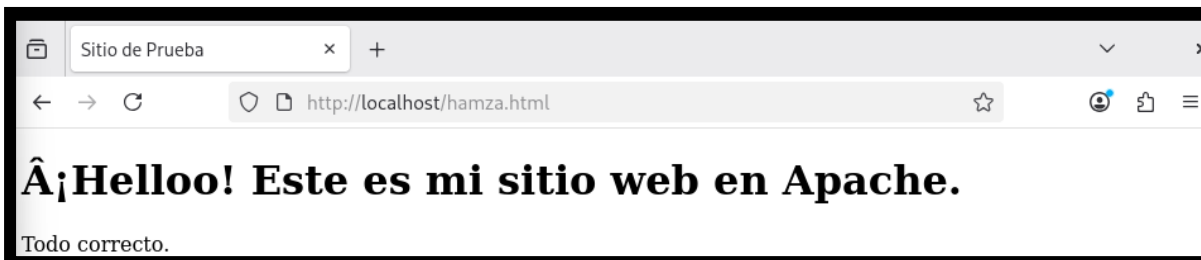 Sitio de Prueba
http://localhost/hamza.html
Â¡Helloo! Este es mi sitio web en Apache.
Todo correcto.